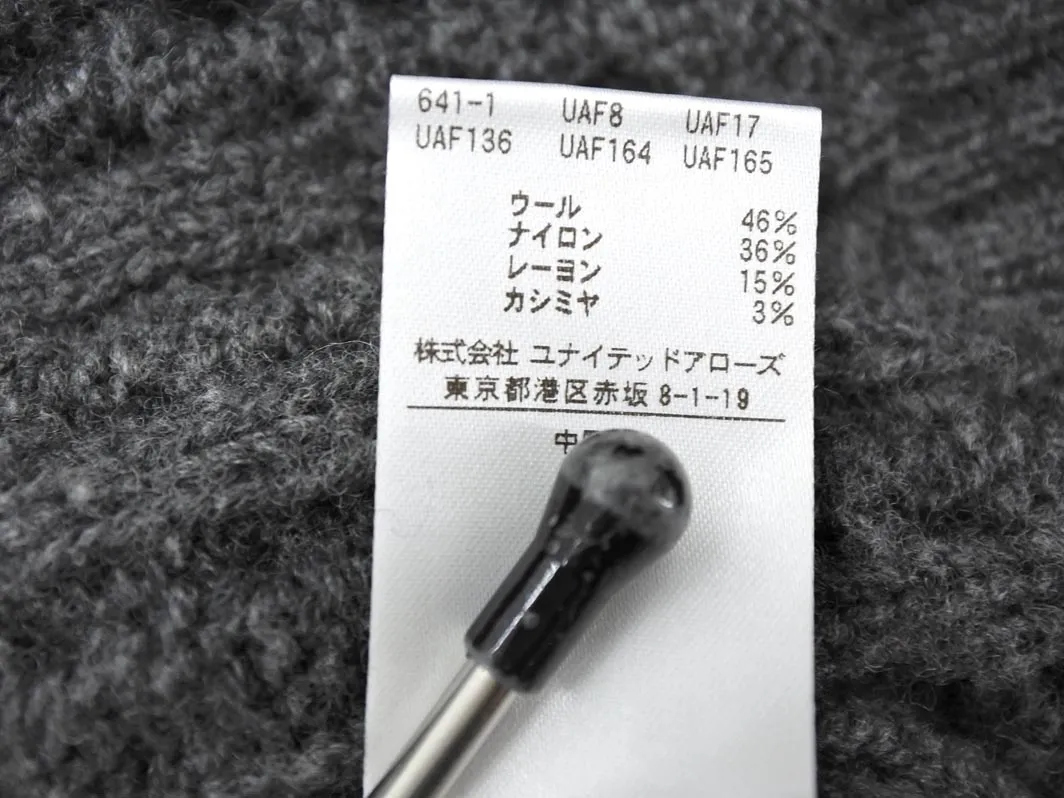 641-1 UAF8 UAF17
UAF136 UAF164 UAF165
ウール 46%
ナイロン 36%
レーヨン 15%
カシミヤ 3%
株式会社 ユナイテッドアローズ
東京都港区赤坂 8-1-19